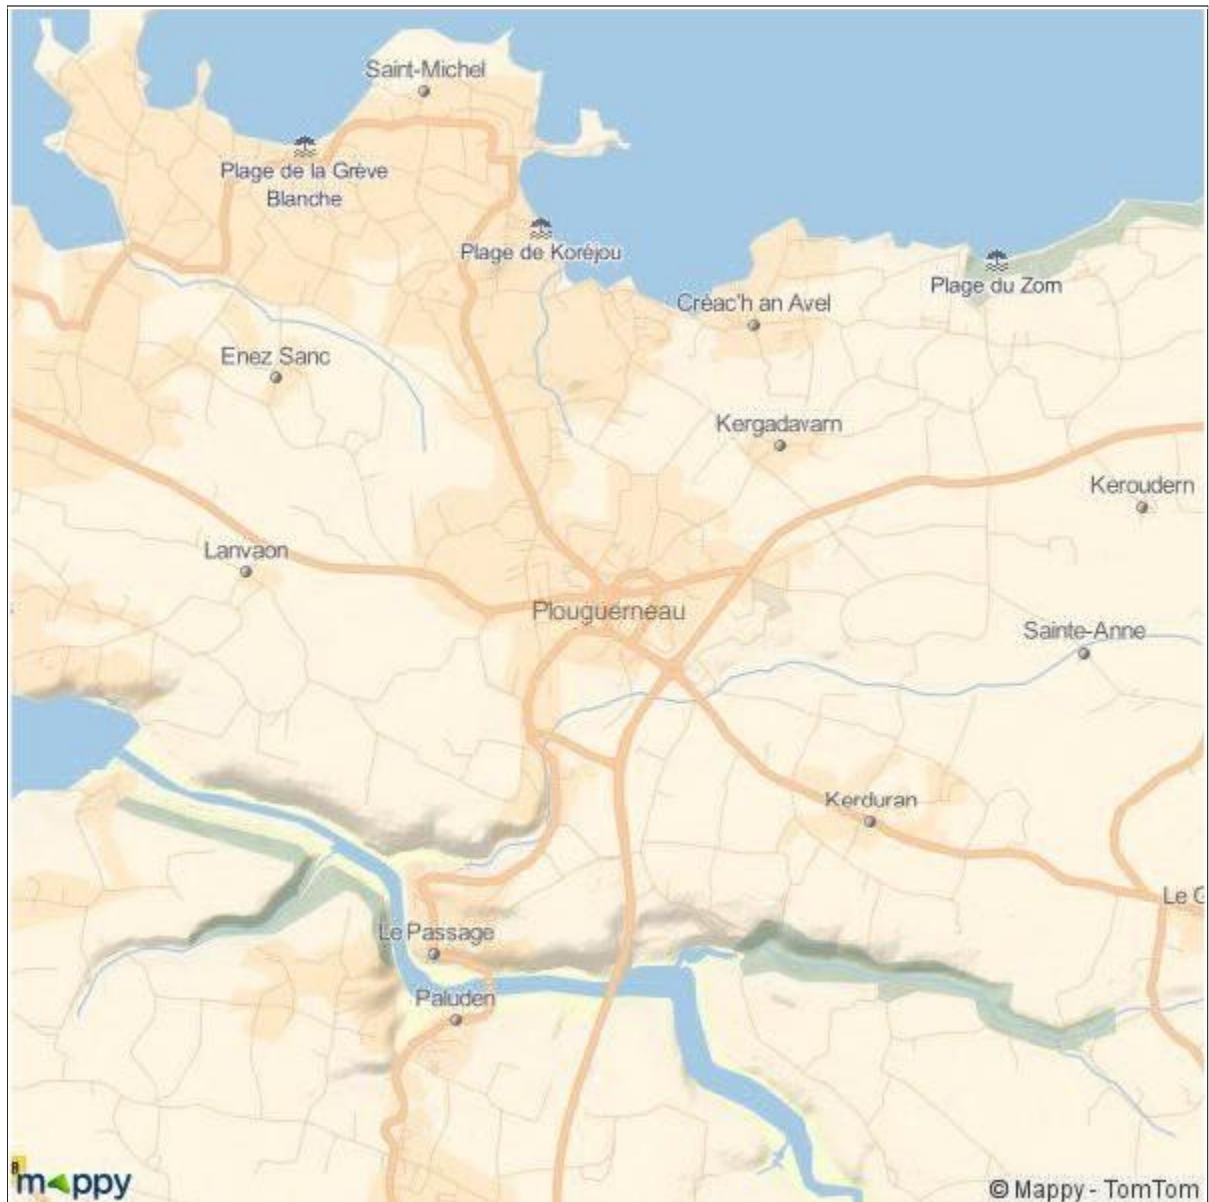 Saint-Michel
Plage de la Grève
Blanche
Plage de Koréjou
Plage du Zorn
Créac'h an Avel
Enez Sanc
Kergadavarn
Keroudern
Lanvaon
Plouguerneau
Sainte-Anne
Kerduran
Le G
Le Passage
Paluden
mappy
© Mappy - TomTom